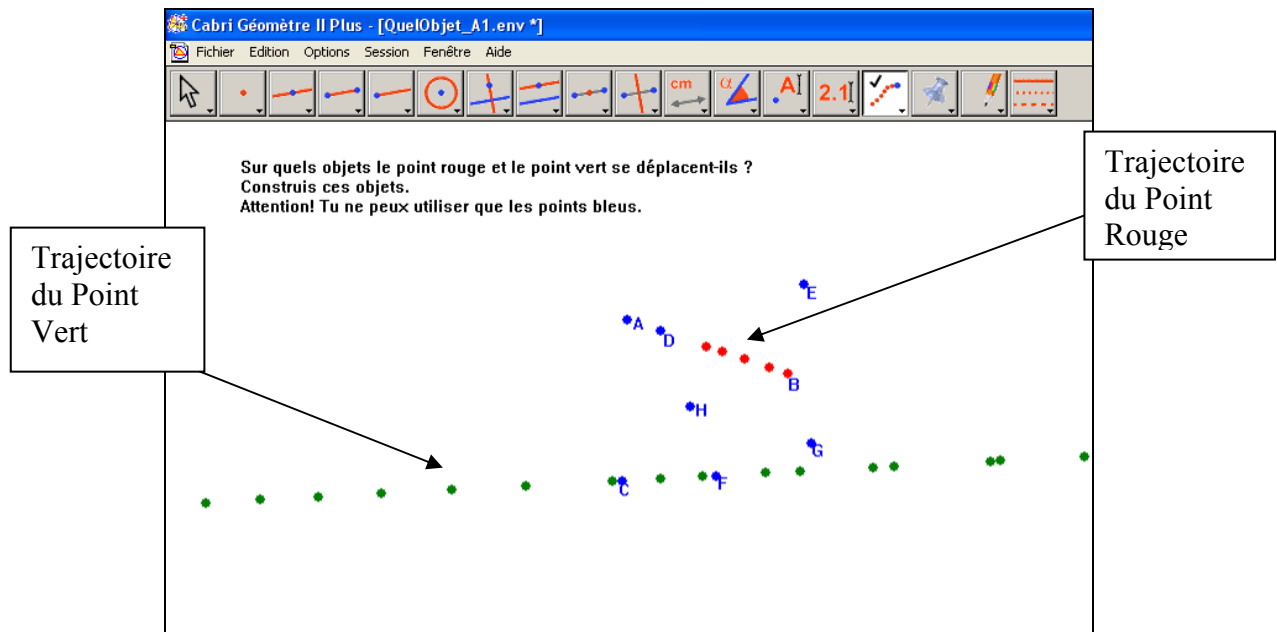 Cabri Géomètre II Plus - [QuelObjet_A1.env *]
Fichier Edition Options Session Fenêtre Aide
cm α A 2.1
Sur quels objets le point rouge et le point vert se déplacent-ils ?
Construis ces objets.
Attention! Tu ne peux utiliser que les points bleus.
Trajectoire
du Point
Rouge
Trajectoire
du Point
Vert
E
A
D
B
H
G
C
F